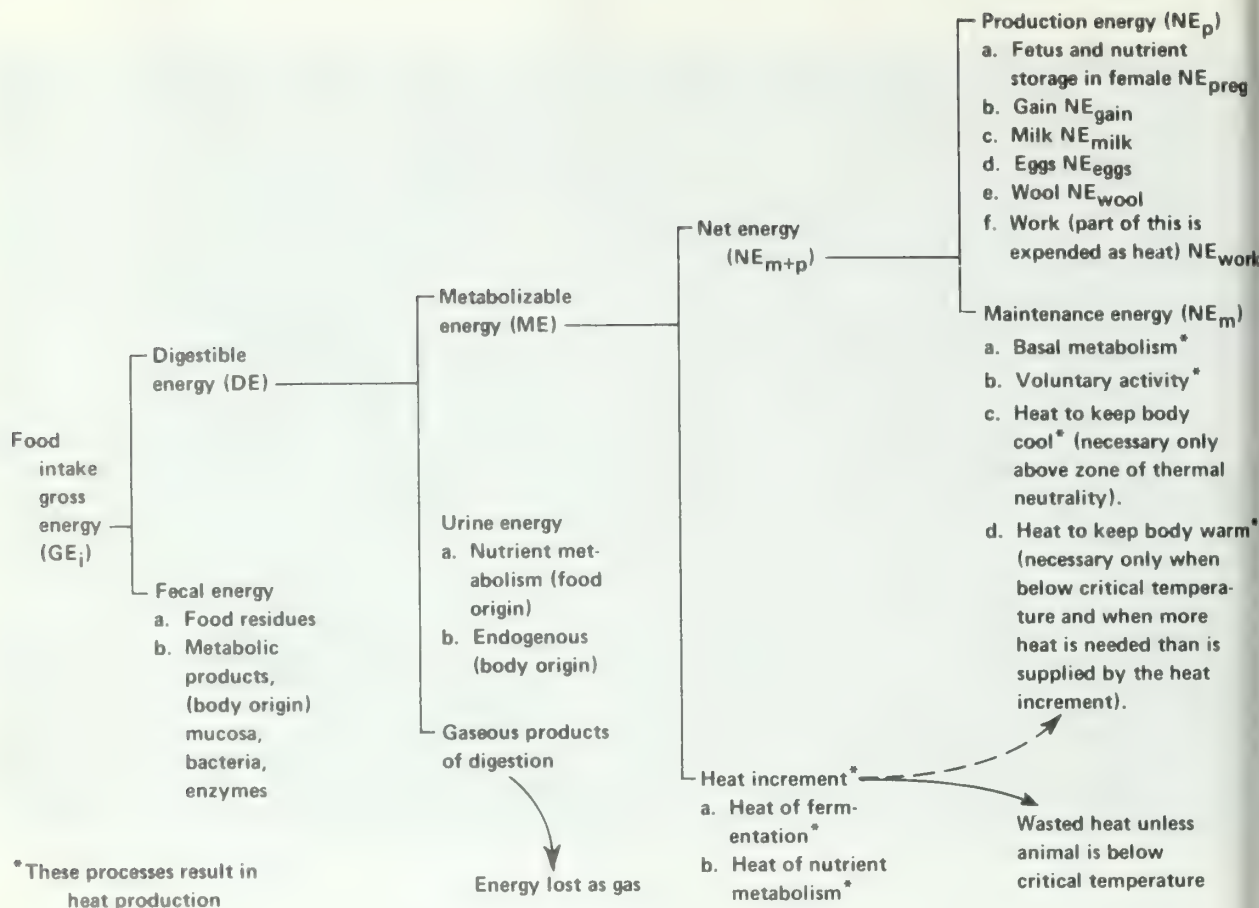 Production energy (NEp)
a. Fetus and nutrient
storage in female NEpreg
b. Gain NEgain
c. Milk NEmilk
d. Eggs NEeggs
e. Wool NEwool
f. Work (part of this is
expended as heat) NEwork
Net energy
(NEm+p)
Metabolizable
energy (ME)
Maintenance energy (NEm)
a. Basal metabolism*
b. Voluntary activity*
c. Heat to keep body
cool* (necessary only
above zone of thermal
neutrality).
d. Heat to keep body warm*
(necessary only when
below critical tempera-
ture and when more
heat is needed than is
supplied by the heat
increment).
Digestible
energy (DE)
Food
intake
gross
energy
(GEi)
Fecal energy
a. Food residues
b. Metabolic
products,
(body origin)
mucosa,
bacteria,
enzymes
Urine energy
a. Nutrient met-
abolism (food
origin)
b. Endogenous
(body origin)
Gaseous products
of digestion
Energy lost as gas
Heat increment*
a. Heat of ferm-
entation*
b. Heat of nutrient
metabolism*
Wasted heat unless
animal is below
critical temperature
*These processes result in
heat production